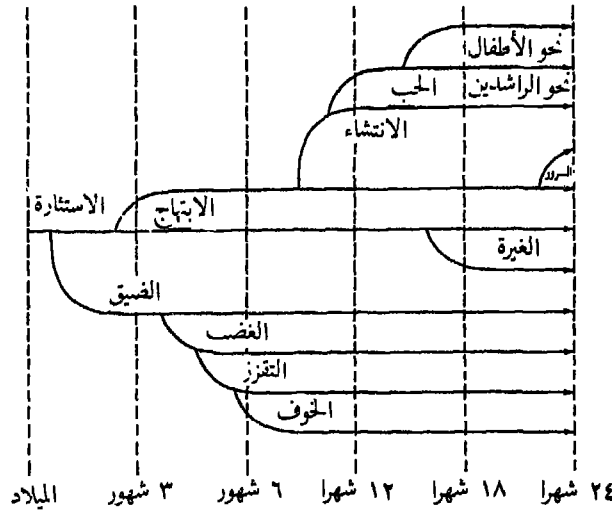 نحو الأطفال
الحب نحو الراشدين
الانتشاء
السرور
الاستثارة
الابتهاج
الغيرة
الضيق
الغضب
التقزز
الخوف
الميلاد ٣ شهور ٦ شهور ١٢ شهرا ١٨ شهرا ٢٤ شهرا